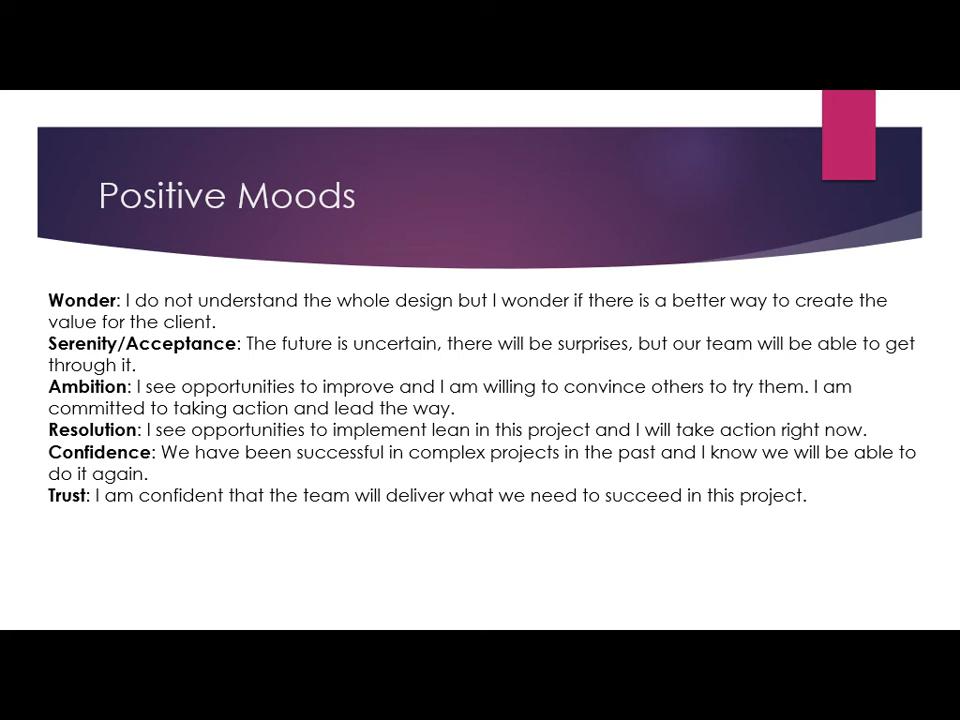 Positive Moods
Wonder: I do not understand the whole design but I wonder if there is a better way to create the
value for the client.
Serenity/Acceptance: The future is uncertain, there will be surprises, but our team will be able to get
through it.
Ambition: I see opportunities to improve and I am willing to convince others to try them. I am
committed to taking action and lead the way.
Resolution: I see opportunities to implement lean in this project and I will take action right now.
Confidence: We have been successful in complex projects in the past and I know we will be able to
do it again.
Trust: I am confident that the team will deliver what we need to succeed in this project.